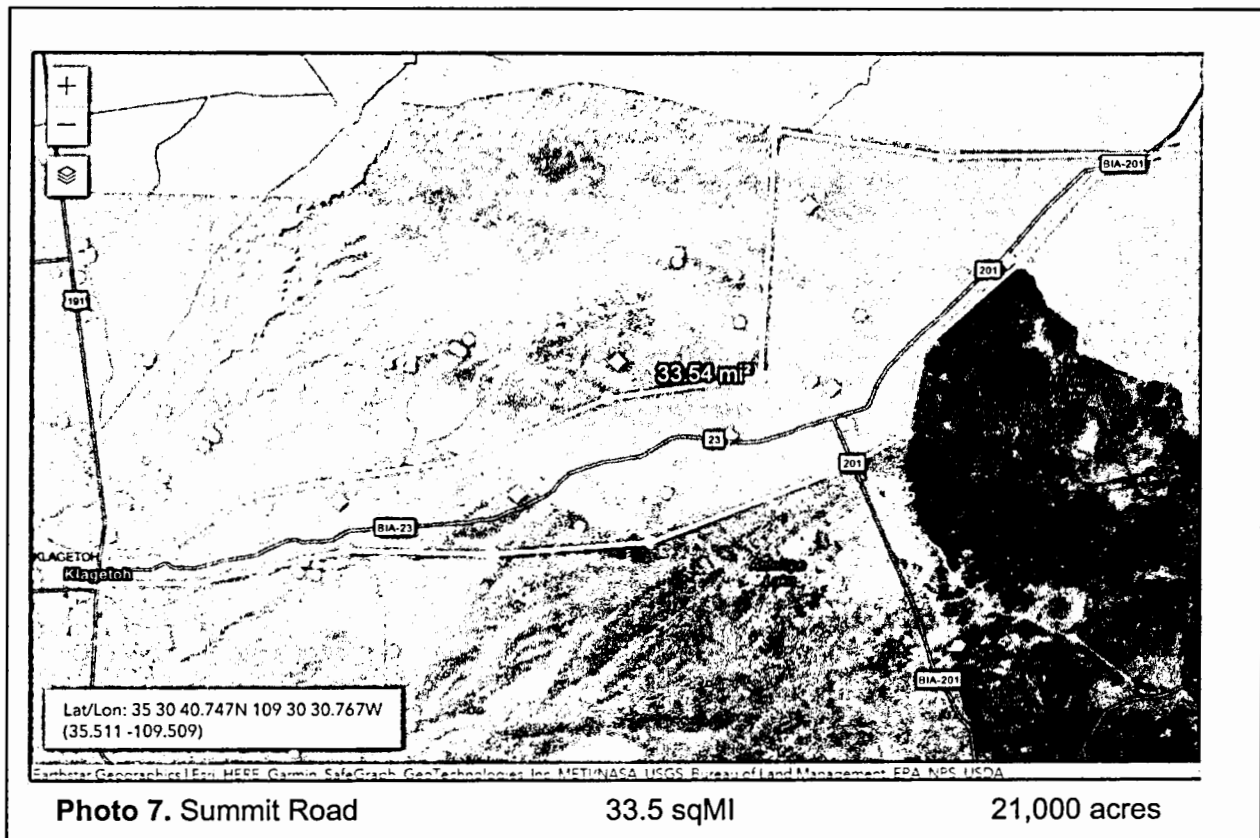 +
−
BIA-201
201
191
33.54 mi²
23
201
BIA-23
KLAGETOH
Klagetoh
BIA-201
Lat/Lon: 35 30 40.747N 109 30 30.767W
(35.511 -109.509)
Earthstar Geographics | Esri, HERE, Garmin, SafeGraph, GeoTechnologies, Inc, METI/NASA, USGS, Bureau of Land Management, EPA, NPS, USDA
Photo 7. Summit Road 33.5 sqMI 21,000 acres